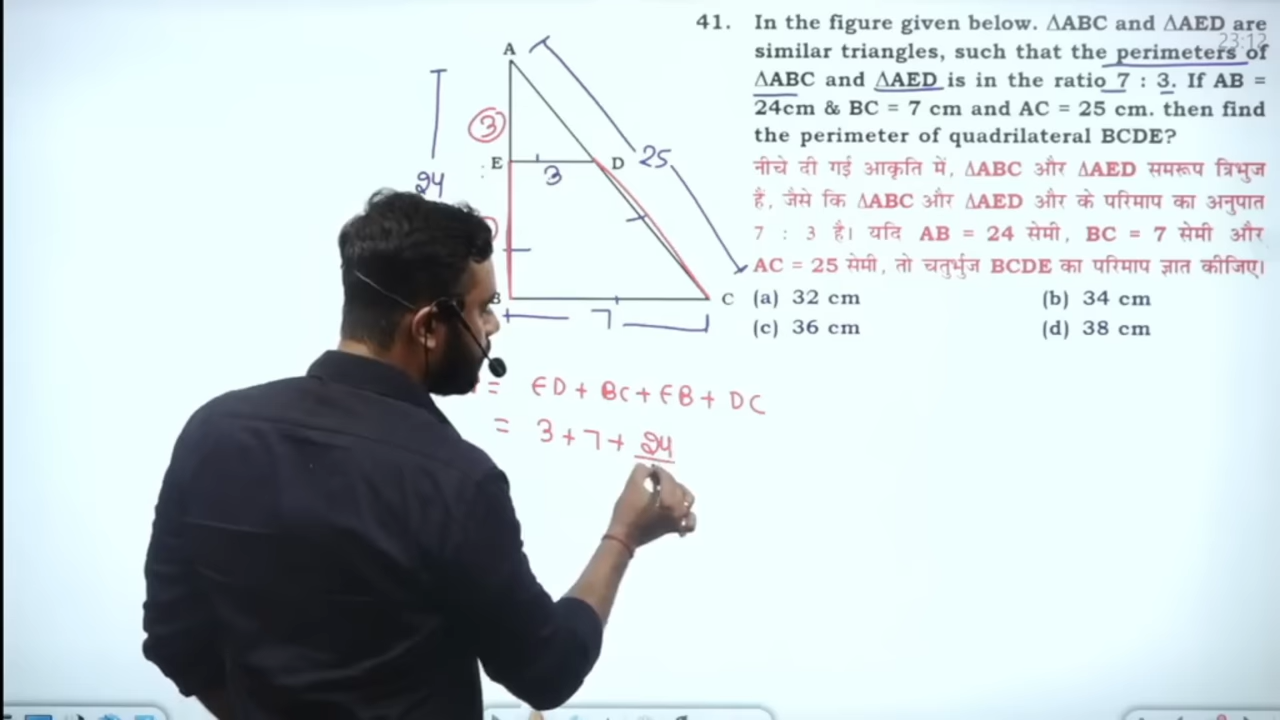 41. In the figure given below. ΔABC and ΔAED are
similar triangles, such that the perimeters of
ΔABC and ΔAED is in the ratio 7 : 3. If AB =
24cm & BC = 7 cm and AC = 25 cm. then find
the perimeter of quadrilateral BCDE?
नीचे दी गई आकृति में, ΔABC और ΔAED समरूप त्रिभुज
हैं, जैसे कि ΔABC और ΔAED और के परिमाप का अनुपात
7 : 3 है। यदि AB = 24 सेमी, BC = 7 सेमी और
AC = 25 सेमी, तो चतुर्भुज BCDE का परिमाप ज्ञात कीजिए।
(a) 32 cm (b) 34 cm
(c) 36 cm (d) 38 cm
23:12
A
3
E
D
25
3
24
B
C
7
= ED + BC + EB + DC
= 3 + 7 + 24